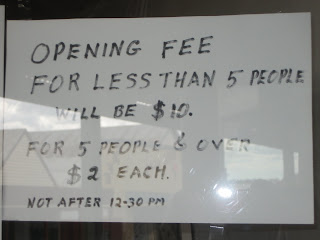 OPENING FEE
FOR LESS THAN 5 PEOPLE
WILL BE $10.
FOR 5 PEOPLE & OVER
$2 EACH.
NOT AFTER 12-30 PM